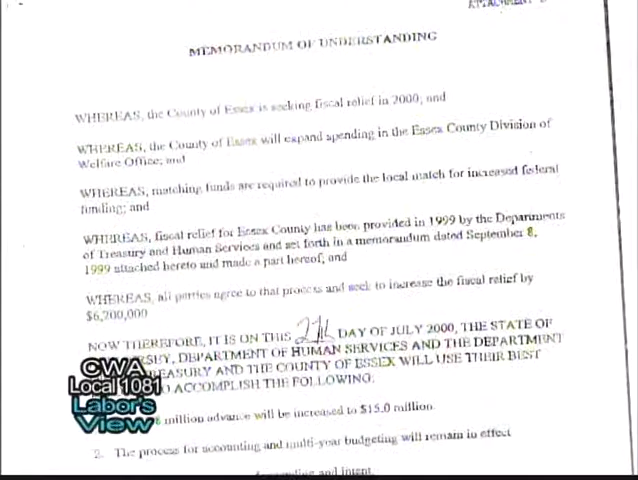 ATTACHMENT
MEMORANDUM OF UNDERSTANDING
WHEREAS, the County of Essex is seeking fiscal relief in 2000; and
WHEREAS, the County of Essex will expand spending in the Essex County Division of
Welfare Office; and
WHEREAS, matching funds are required to provide the local match for increased federal
funding; and
WHEREAS, fiscal relief for Essex County has been provided in 1999 by the Departments
of Treasury and Human Services and set forth in a memorandum dated September 8,
1999 attached hereto and made a part hereof, and
WHEREAS, all parties agree to that process and seek to increase the fiscal relief by
$6,200,000
NOW THEREFORE, IT IS ON THIS 27th DAY OF JULY 2000, THE STATE OF
RSEY, DEPARTMENT OF HUMAN SERVICES AND THE DEPARTMENT
REASURY AND THE COUNTY OF ESSEX WILL USE THEIR BEST
O ACCOMPLISH THE FOLLOWING:
8 million advance will be increased to $15.0 million.
2. The process for accounting and multi-year budgeting will remain in effect
and intent.
CWA
Local 1081
Labor's
View